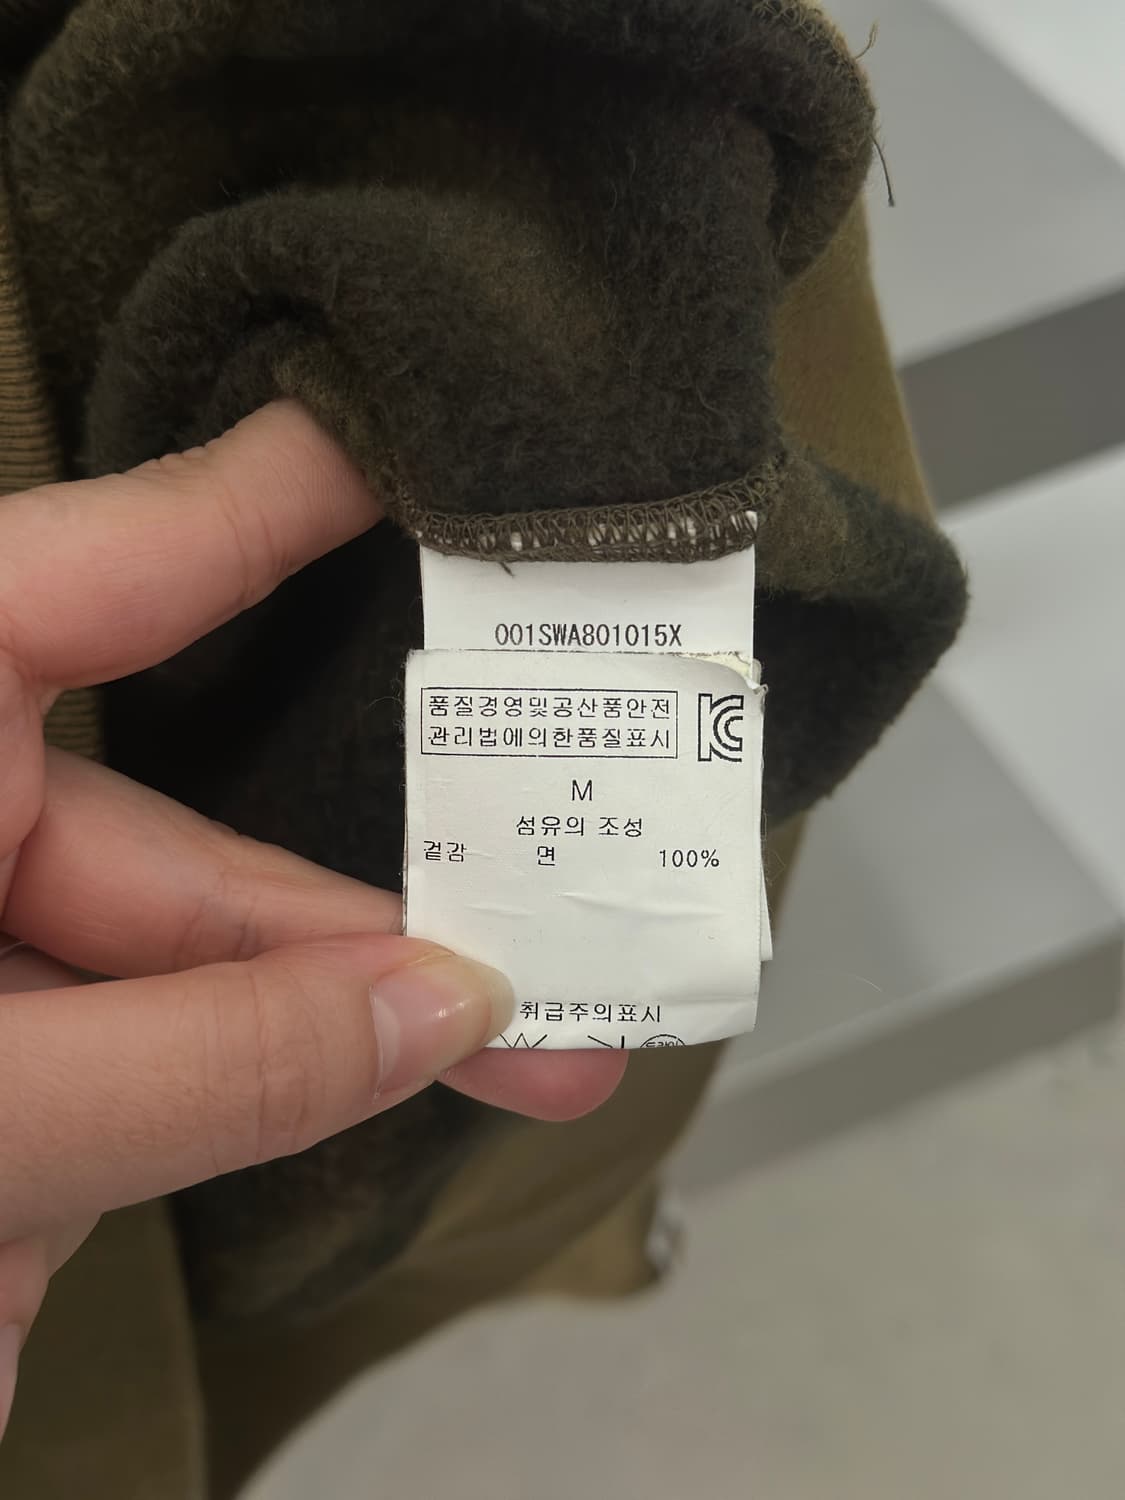 001SWA801015X
품질경영및공산품안전
관리법에의한품질표시
M
섬유의 조성
겉감 면 100%
취급주의표시